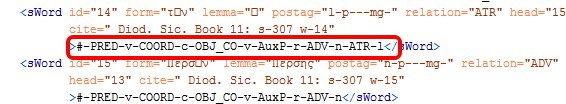 <sWord id="14" form="τ□ν" lemma="□" postag="l-p---mg-" relation="ATR" head="15
cite=" Diod. Sic. Book 11: s-307 w-14"
>#-PRED-v-COORD-c-OBJ_CO-v-AuxP-r-ADV-n-ATR-l</sWord>
<sWord id="15" form="Περσ□ν" lemma="Πέρσης" postag="n-p---mg-" relation="ADV"
head="13" cite=" Diod. Sic. Book 11: s-307 w-15"
>#-PRED-v-COORD-c-OBJ_CO-v-AuxP-r-ADV-n</sWord>